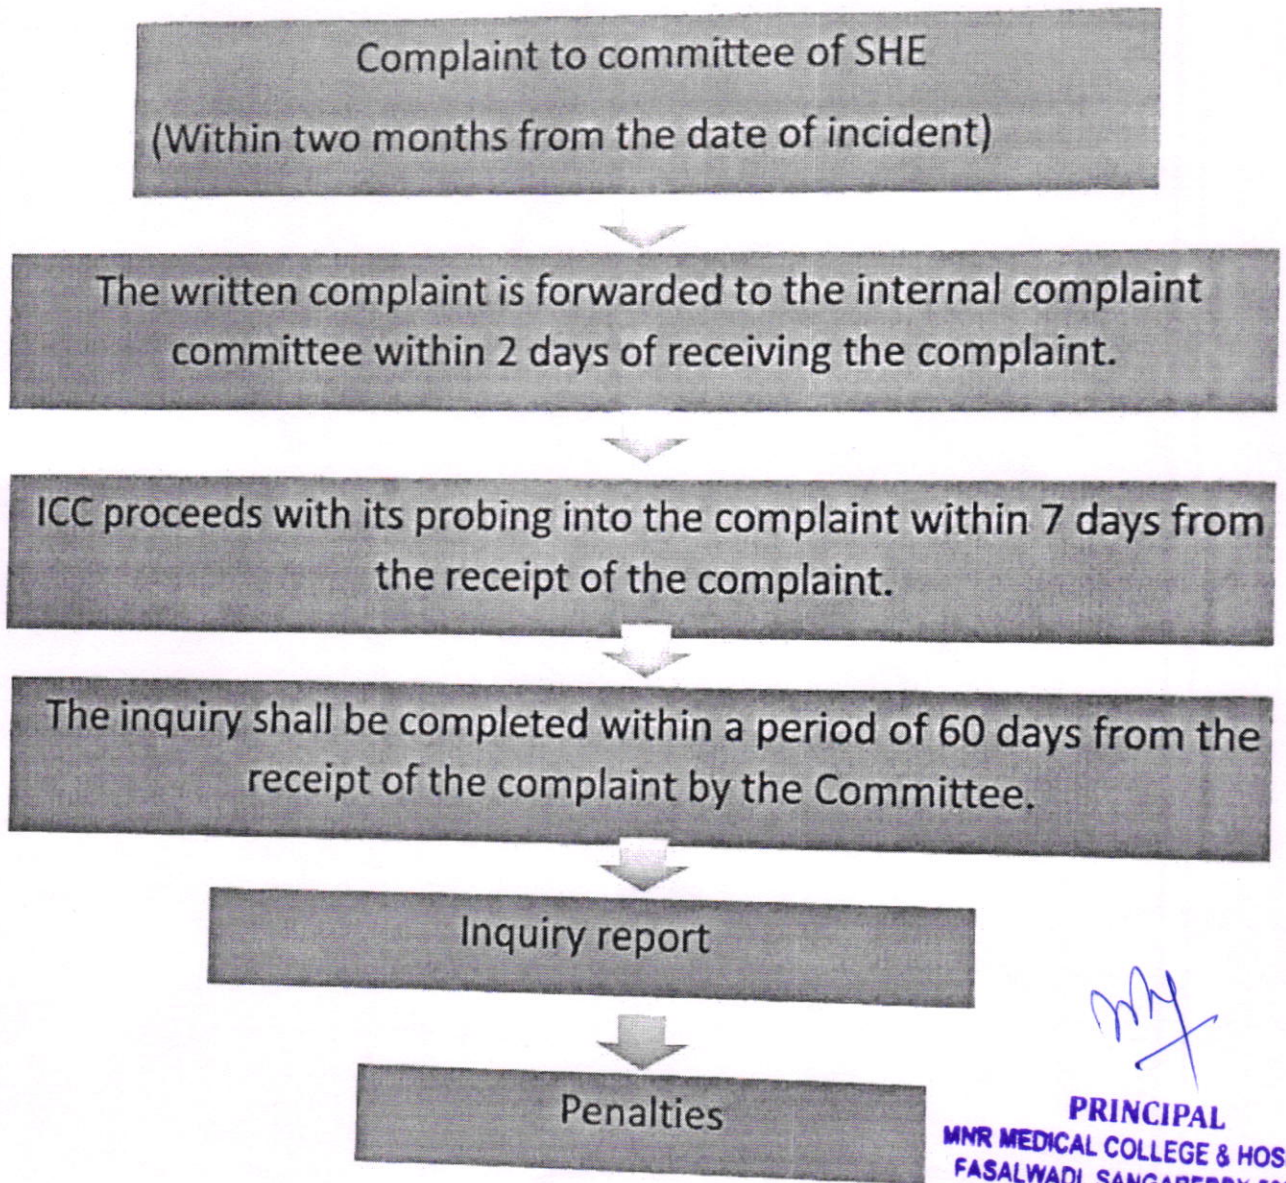 Complaint to committee of SHE
(Within two months from the date of incident)
The written complaint is forwarded to the internal complaint
committee within 2 days of receiving the complaint.
ICC proceeds with its probing into the complaint within 7 days from
the receipt of the complaint.
The inquiry shall be completed within a period of 60 days from the
receipt of the complaint by the Committee.
Inquiry report
Penalties
PRINCIPAL
MNR MEDICAL COLLEGE & HOS
FASALWADI, SANGAREDDY